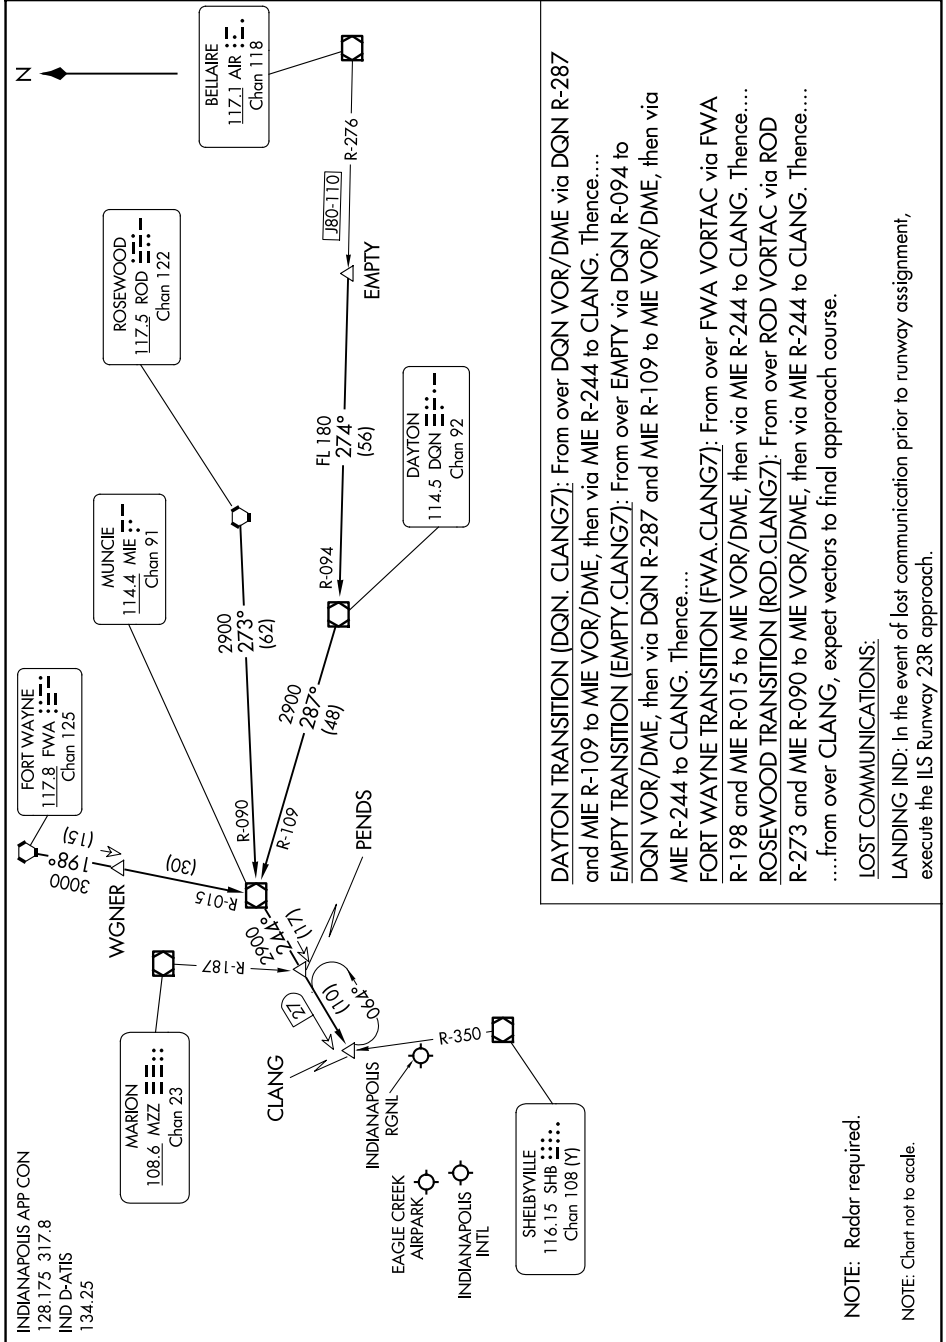 INDIANAPOLIS APP CON
128.175 317.8
IND D-ATIS
134.25
MARION
108.6 MZZ
Chan 23
FORT WAYNE
117.8 FWA
Chan 125
MUNCIE
114.4 MIE
Chan 91
ROSEWOOD
117.5 ROD
Chan 122
BELLAIRE
117.1 AIR
Chan 118
N
3000
198°
(15)
WGNER
(30)
R-015
R-187
R-090
2900
273°
(62)
R-109
2900
287°
(48)
R-094
FL 180
274°
(56)
J80-110
R-276
EMPTY
DAYTON
114.5 DQN
Chan 92
2600
244°
(17)
PENDS
27
(10)
064°
CLANG
R-350
INDIANAPOLIS
RGNL
EAGLE CREEK
AIRPARK
INDIANAPOLIS
INTL
SHELBYVILLE
116.15 SHB
Chan 108 (Y)
NOTE: Radar required.
NOTE: Chart not to acale.
DAYTON TRANSITION (DQN. CLANG7): From over DQN VOR/DME via DQN R-287
and MIE R-109 to MIE VOR/DME, then via MIE R-244 to CLANG. Thence....
EMPTY TRANSITION (EMPTY.CLANG7): From over EMPTY via DQN R-094 to
DQN VOR/DME, then via DQN R-287 and MIE R-109 to MIE VOR/DME, then via
MIE R-244 to CLANG. Thence....
FORT WAYNE TRANSITION (FWA.CLANG7): From over FWA VORTAC via FWA
R-198 and MIE R-015 to MIE VOR/DME, then via MIE R-244 to CLANG. Thence....
ROSEWOOD TRANSITION (ROD.CLANG7): From over ROD VORTAC via ROD
R-273 and MIE R-090 to MIE VOR/DME, then via MIE R-244 to CLANG. Thence....
....from over CLANG, expect vectors to final approach course.
LOST COMMUNICATIONS:
LANDING IND: In the event of lost communication prior to runway assignment,
execute the ILS Runway 23R approach.